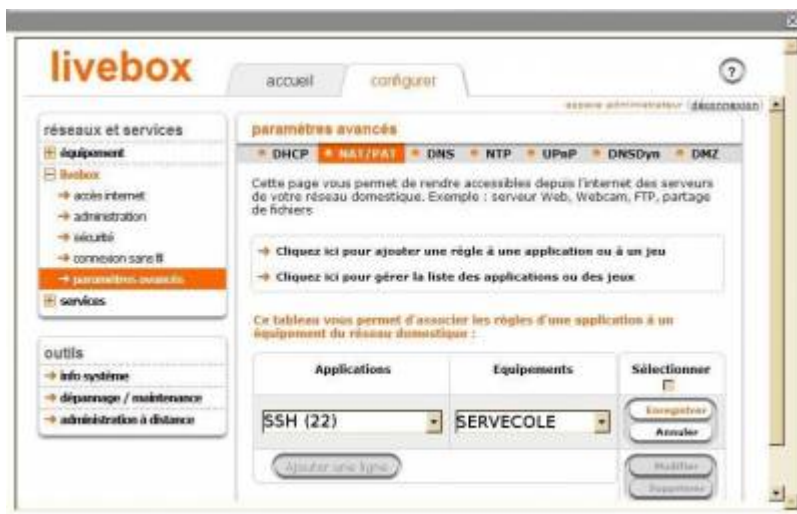 livebox
accueil
configurer
?
espace administrateur (déconnexion)
réseaux et services
équipement
livebox
accès internet
administration
sécurité
connexion sans fil
paramètres avancés
services
outils
info système
dépannage / maintenance
administration à distance
paramètres avancés
DHCP NAT/PAT DNS NTP UPnP DNSDyn DMZ
Cette page vous permet de rendre accessibles depuis l'internet des serveurs
de votre réseau domestique. Exemple : serveur Web, Webcam, FTP, partage
de fichiers
Cliquez ici pour ajouter une règle à une application ou à un jeu
Cliquez ici pour gérer la liste des applications ou des jeux
Ce tableau vous permet d'associer les règles d'une application à un
équipement du réseau domestique :
Applications Equipements Sélectionner
SSH (22) SERVECOLE Enregistrer
Annuler
Ajouter une ligne Modifier
Supprimer